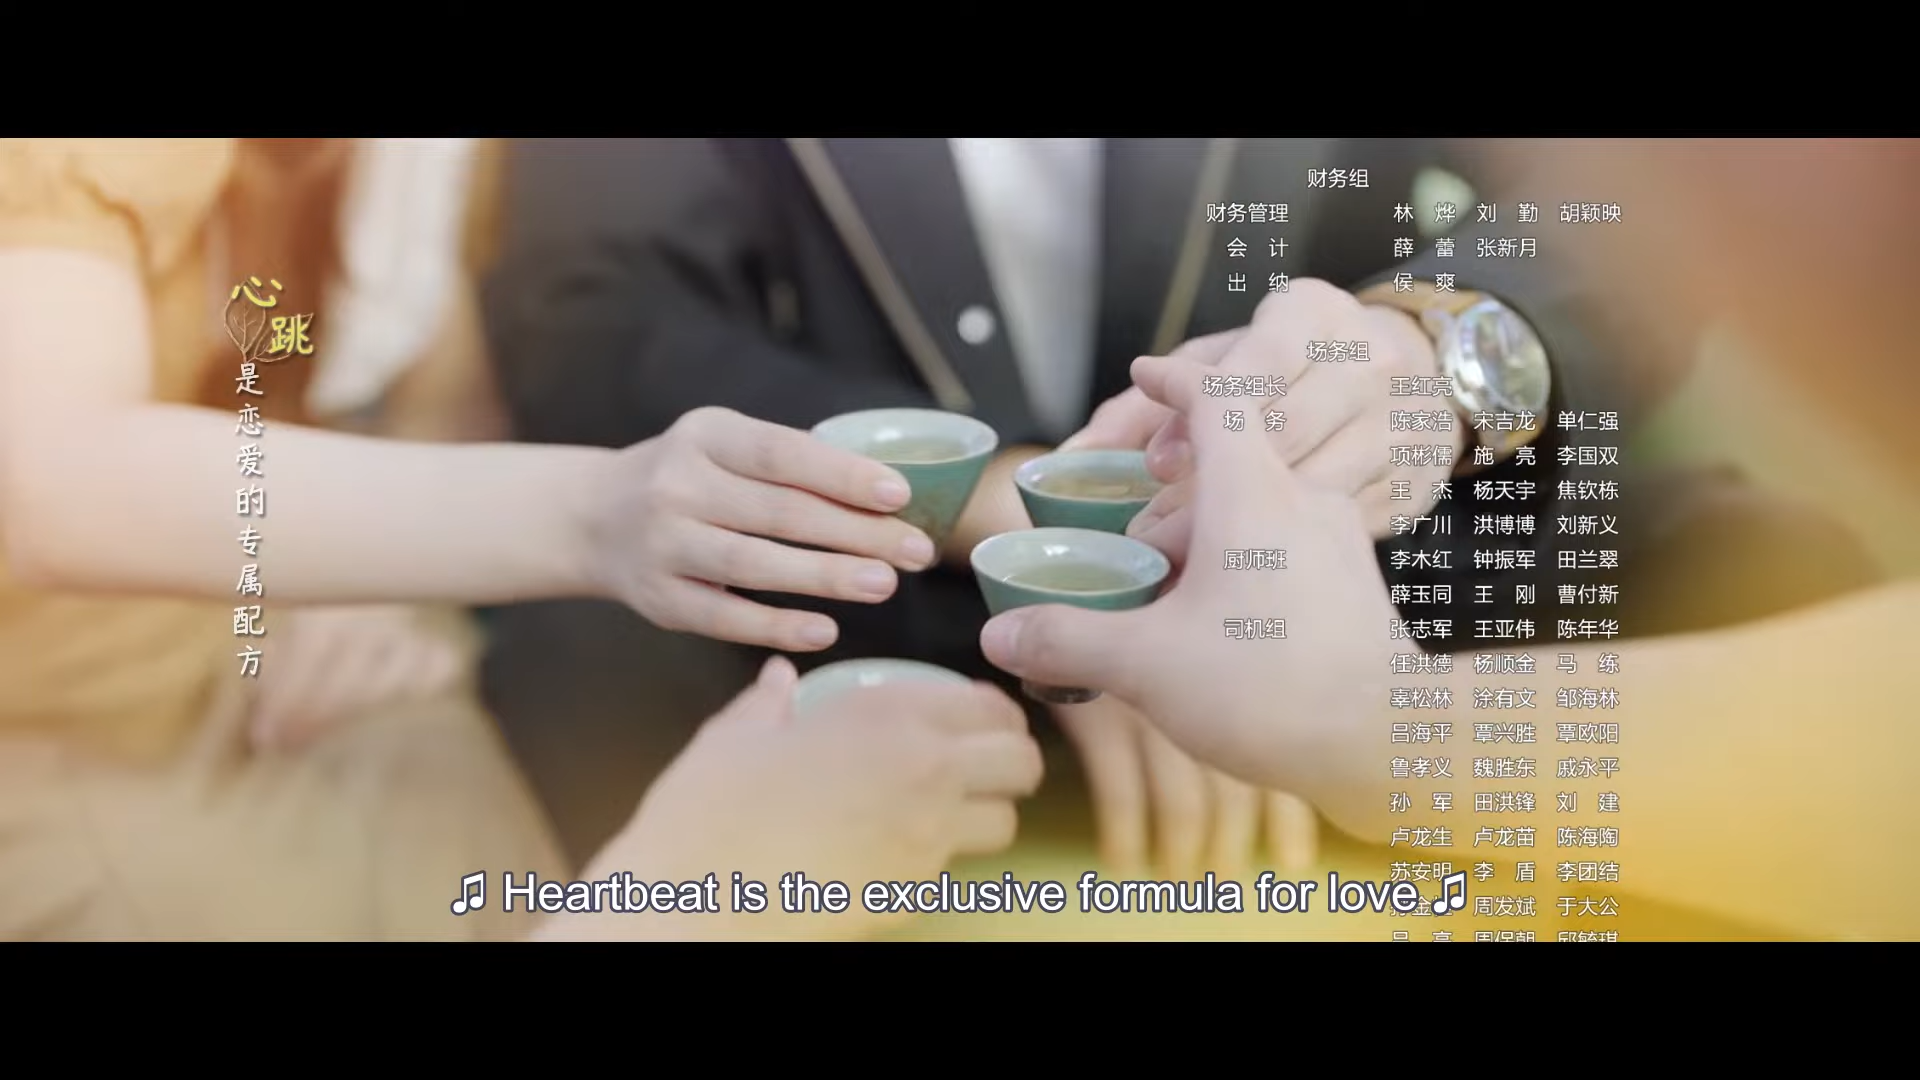 心跳
是恋爱的专属配方
财务组
财务管理 林 烨 刘 勤 胡颖映
会 计 薛 蕾 张新月
出 纳 侯 爽
场务组
场务组长 王红亮
场 务 陈家浩 宋吉龙 单仁强
项彬儒 施 亮 李国双
王 杰 杨天宇 焦钦栋
李广川 洪博博 刘新义
厨师班 李木红 钟振军 田兰翠
薛玉同 王 刚 曹付新
司机组 张志军 王亚伟 陈年华
任洪德 杨顺金 马 练
辜松林 涂有文 邹海林
吕海平 覃兴胜 覃欧阳
鲁孝义 魏胜东 戚永平
孙 军 田洪锋 刘 建
卢龙生 卢龙苗 陈海陶
苏安明 李 盾 李团结
周发斌 于大公
♫ Heartbeat is the exclusive formula for love ♫